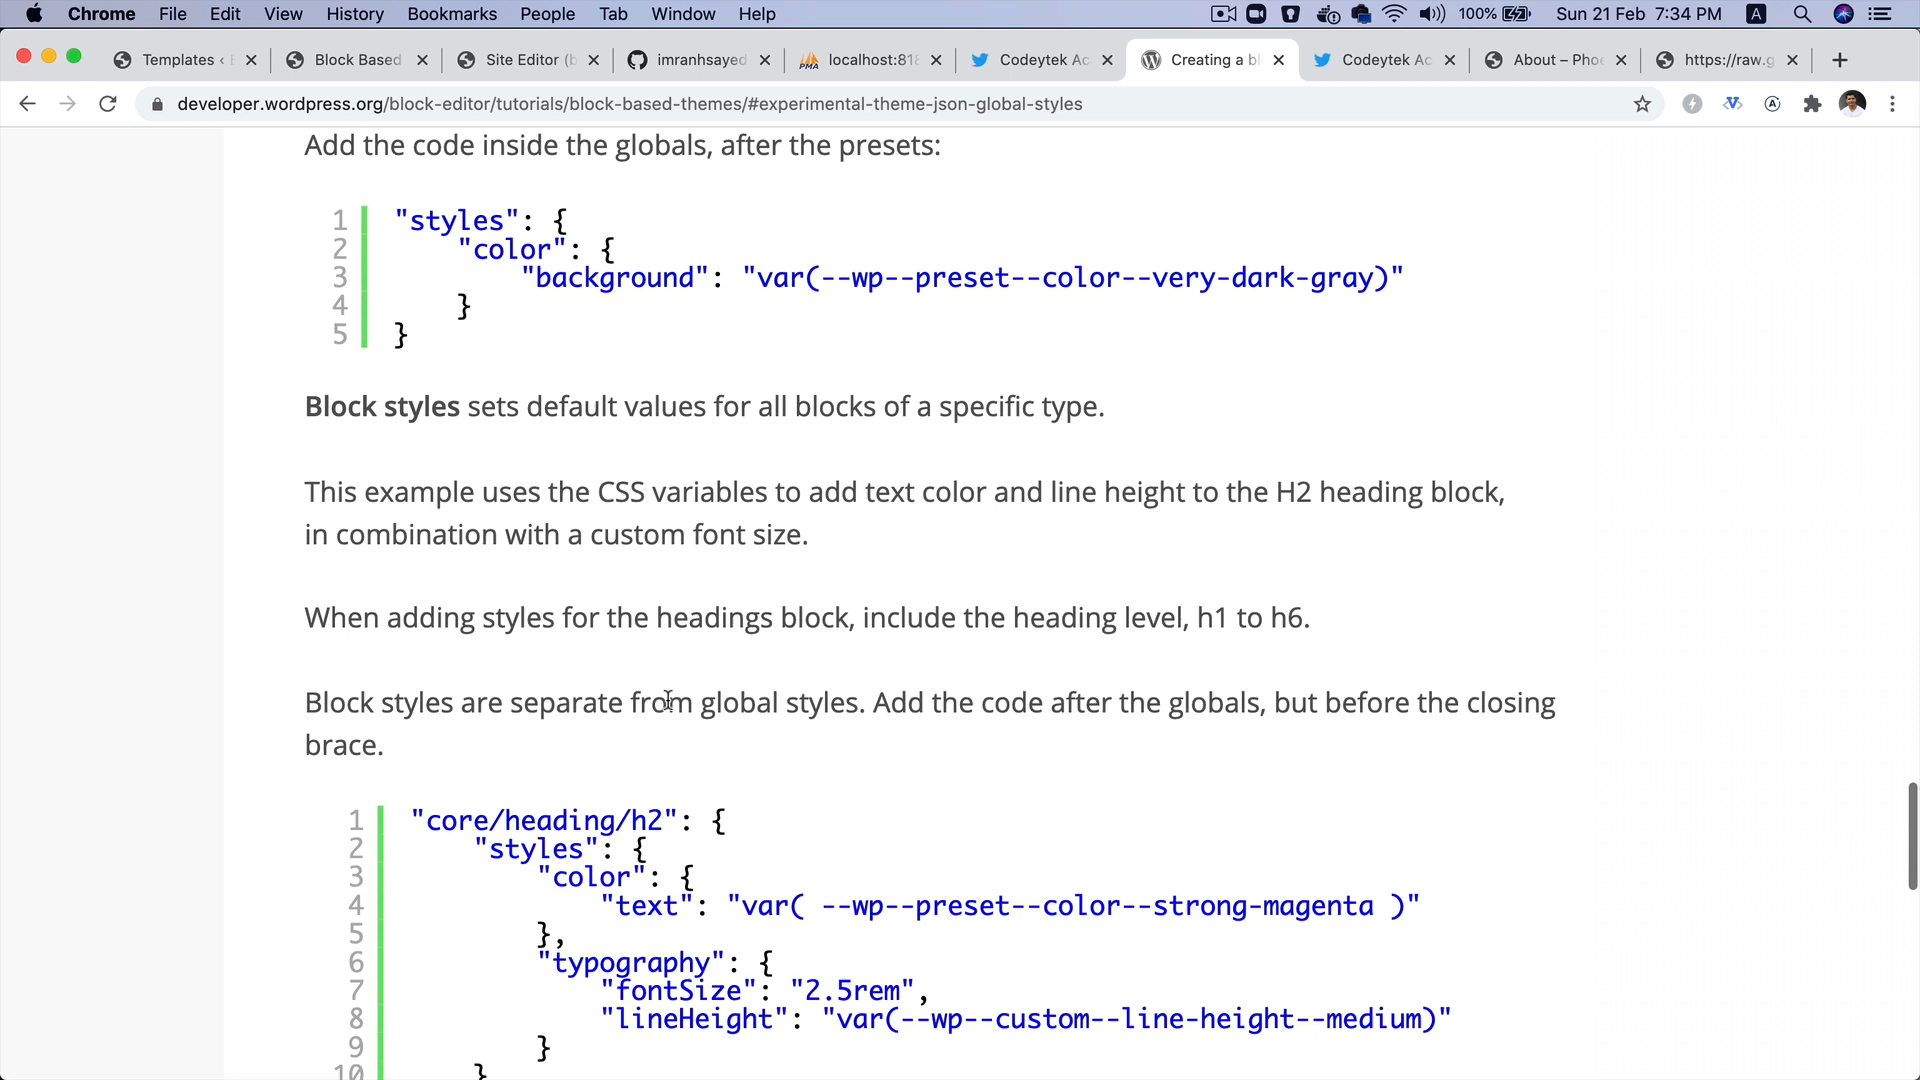 Chrome File Edit View History Bookmarks People Tab Window Help 100% Sun 21 Feb 7:34 PM A
Templates ‹ Block Based Site Editor (b imranhsayed localhost:818 Codeytek Ac Creating a bl Codeytek Ac About – Phoe https://raw.g
developer.wordpress.org/block-editor/tutorials/block-based-themes/#experimental-theme-json-global-styles
Add the code inside the globals, after the presets:
1 "styles": {
2 "color": {
3 "background": "var(--wp--preset--color--very-dark-gray)"
4 }
5 }
Block styles sets default values for all blocks of a specific type.
This example uses the CSS variables to add text color and line height to the H2 heading block,
in combination with a custom font size.
When adding styles for the headings block, include the heading level, h1 to h6.
Block styles are separate from global styles. Add the code after the globals, but before the closing
brace.
1 "core/heading/h2": {
2 "styles": {
3 "color": {
4 "text": "var( --wp--preset--color--strong-magenta )"
5 },
6 "typography": {
7 "fontSize": "2.5rem",
8 "lineHeight": "var(--wp--custom--line-height--medium)"
9 }
10 }